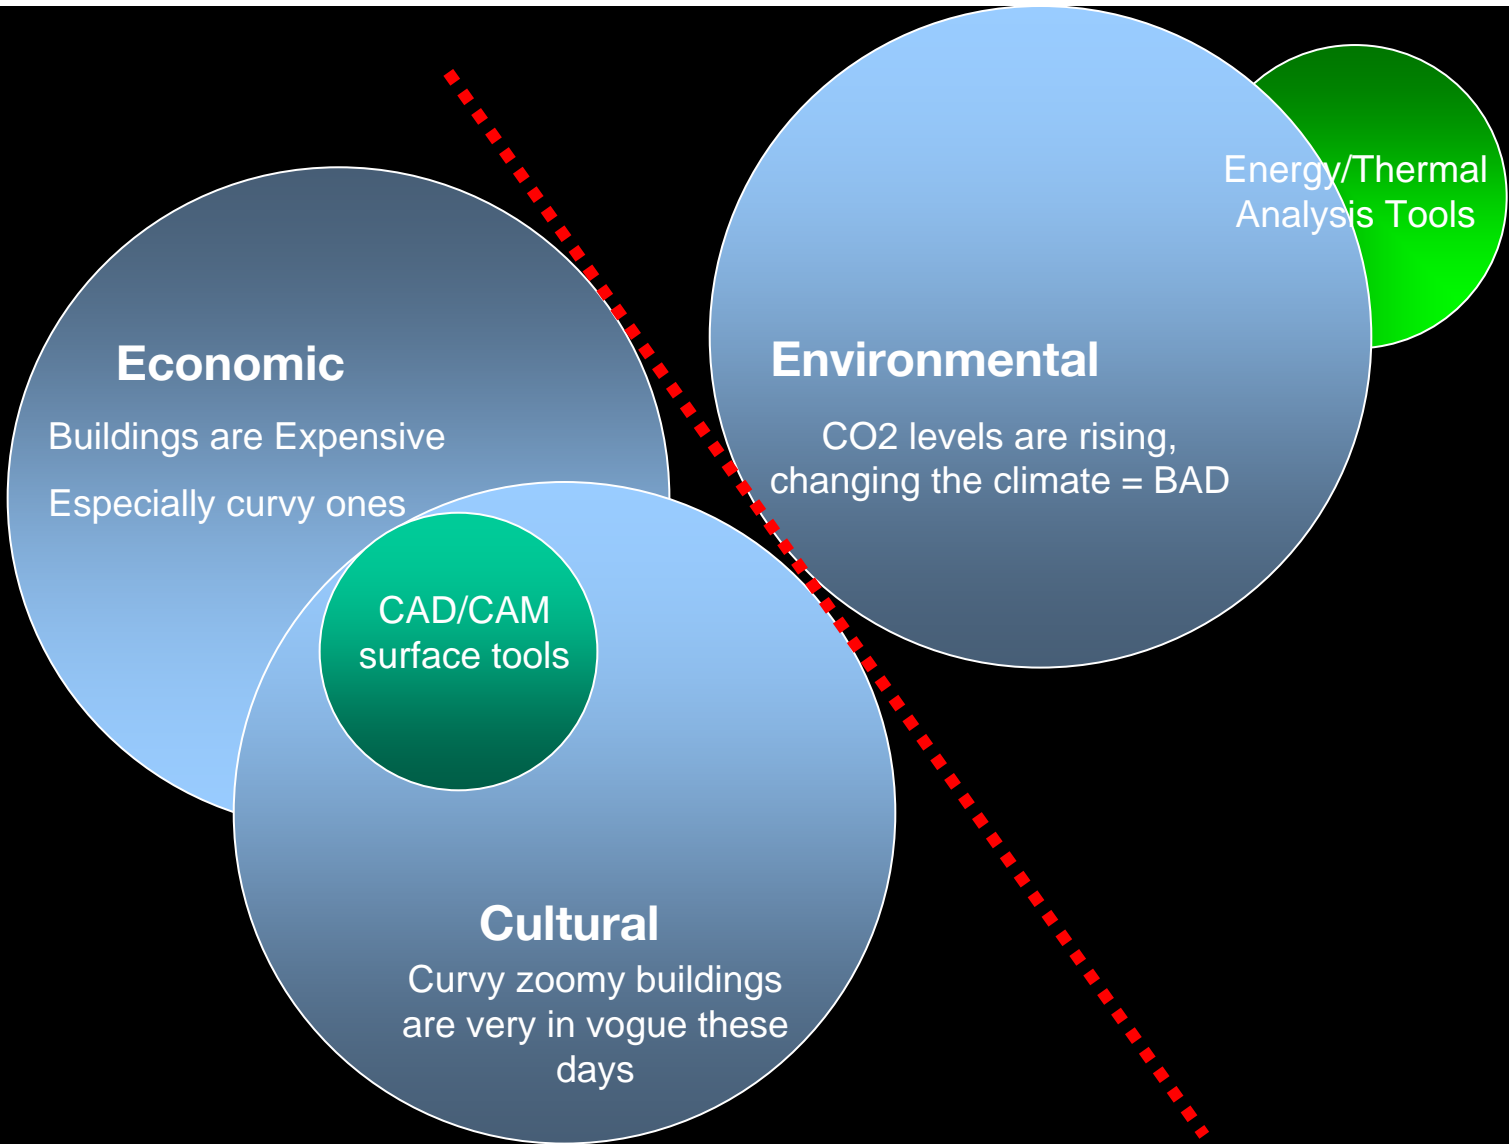 Energy/Thermal
Analysis Tools
Economic
Buildings are Expensive
Especially curvy ones
Environmental
CO2 levels are rising,
changing the climate = BAD
CAD/CAM
surface tools
Cultural
Curvy zoomy buildings
are very in vogue these
days